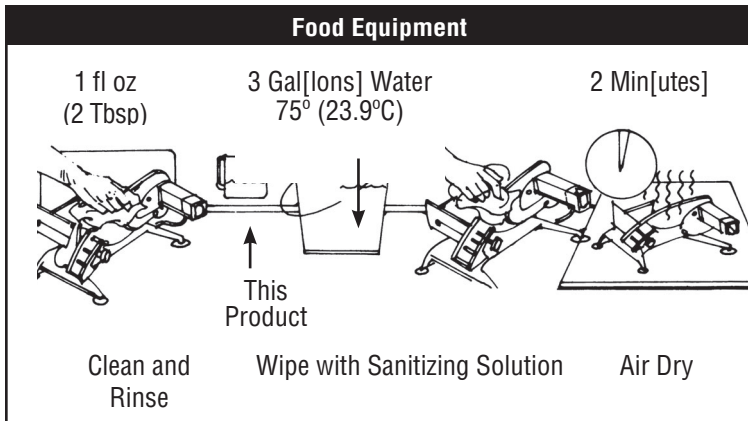 Food Equipment
1 fl oz
(2 Tbsp)
3 Gal[lons] Water
75º (23.9ºC)
2 Min[utes]
This
Product
Clean and
Rinse
Wipe with Sanitizing Solution
Air Dry